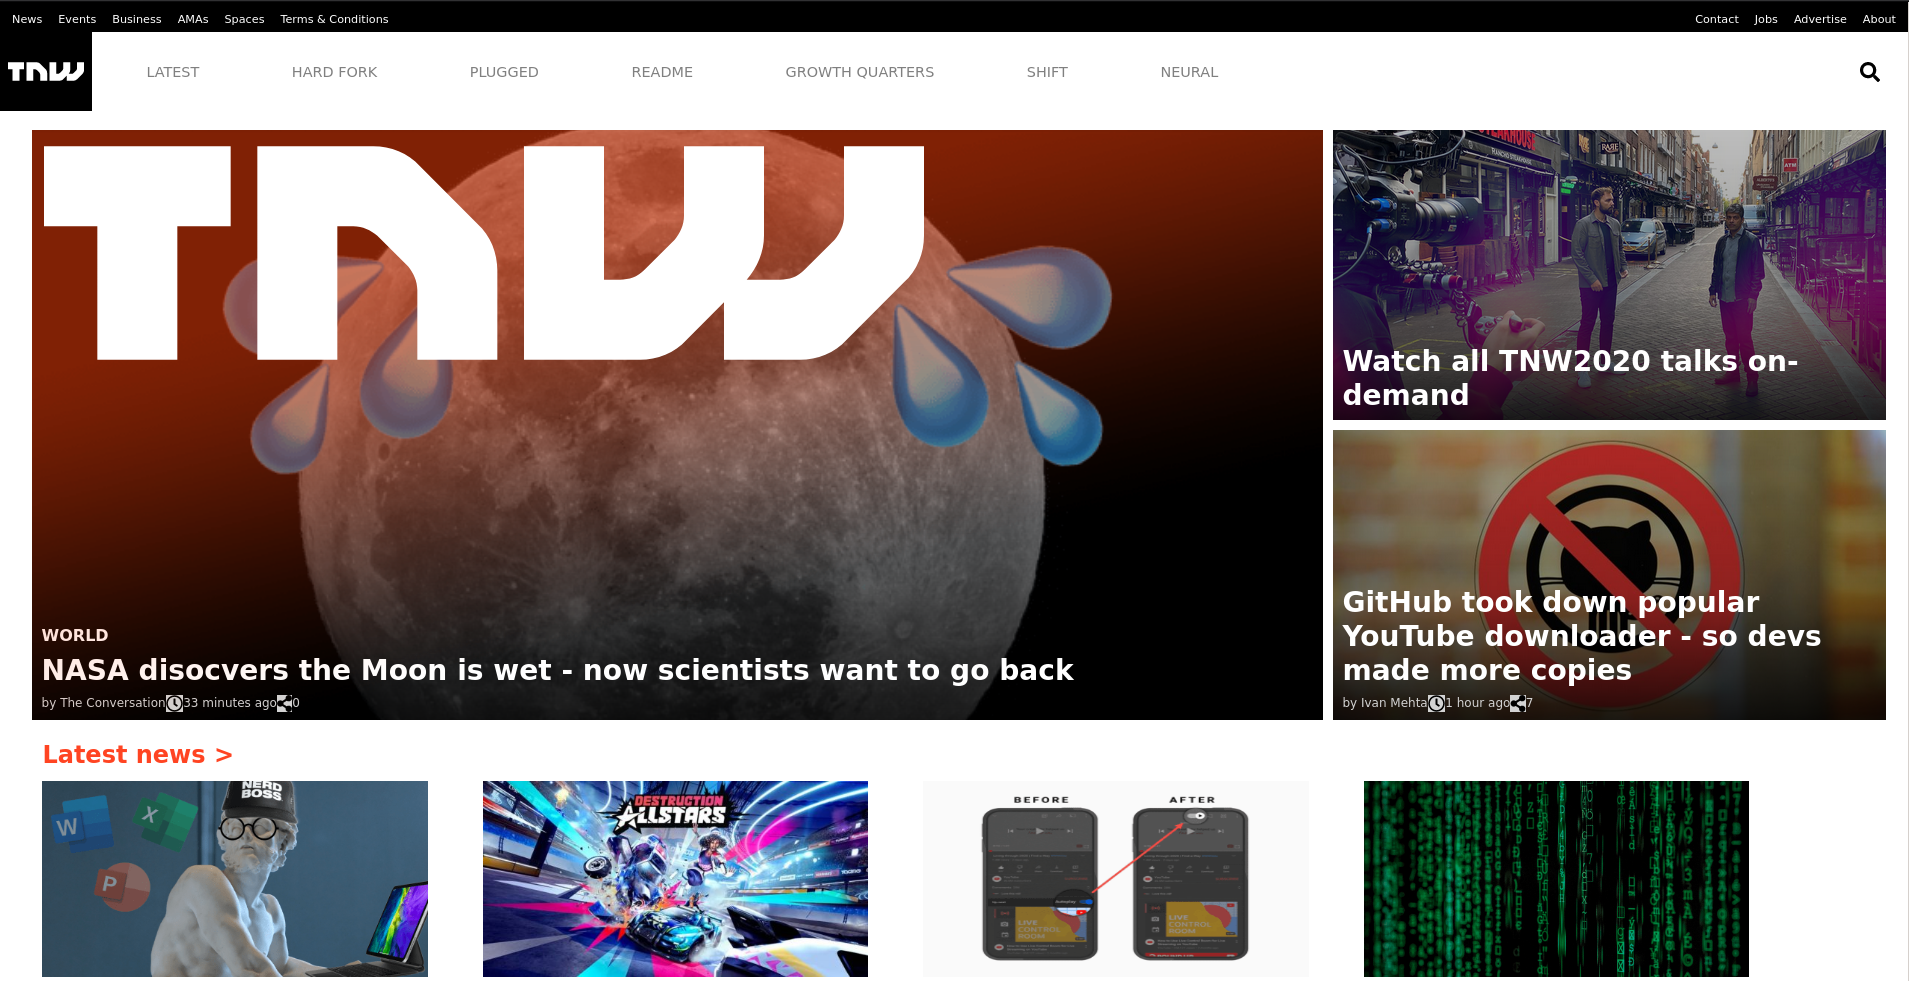 News Events Business AMAs Spaces Terms & Conditions Contact Jobs Advertise About
TNW LATEST HARD FORK PLUGGED README GROWTH QUARTERS SHIFT NEURAL
TNW
STEAKHOUSE
RARE
ATM
Watch all TNW2020 talks on-
demand
GitHub took down popular
YouTube downloader - so devs
made more copies
by Ivan Mehta 1 hour ago 7
WORLD
NASA disocvers the Moon is wet - now scientists want to go back
by The Conversation 33 minutes ago 0
Latest news >
NERD
BOSS
W
X
P
DESTRUCTION
ALLSTARS
BEFORE
AFTER
LIVE
CONTROL
ROOM
LIVE
CONTROL
ROOM